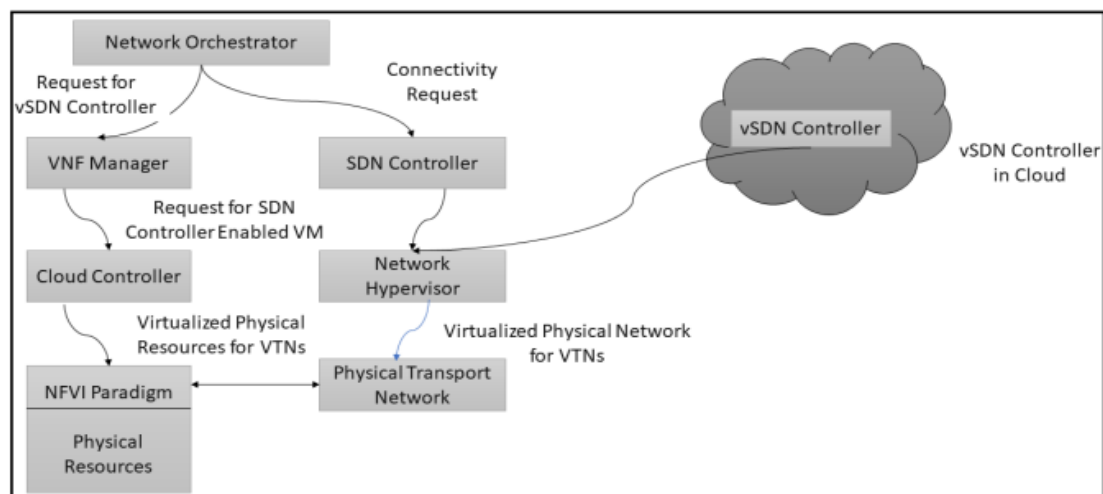 Network Orchestrator
Request for
vSDN Controller
Connectivity
Request
vSDN Controller
vSDN Controller
in Cloud
VNF Manager
SDN Controller
Request for SDN
Controller Enabled VM
Cloud Controller
Network
Hypervisor
Virtualized Physical
Resources for VTNs
Virtualized Physical Network
for VTNs
NFVI Paradigm
Physical Transport
Network
Physical
Resources